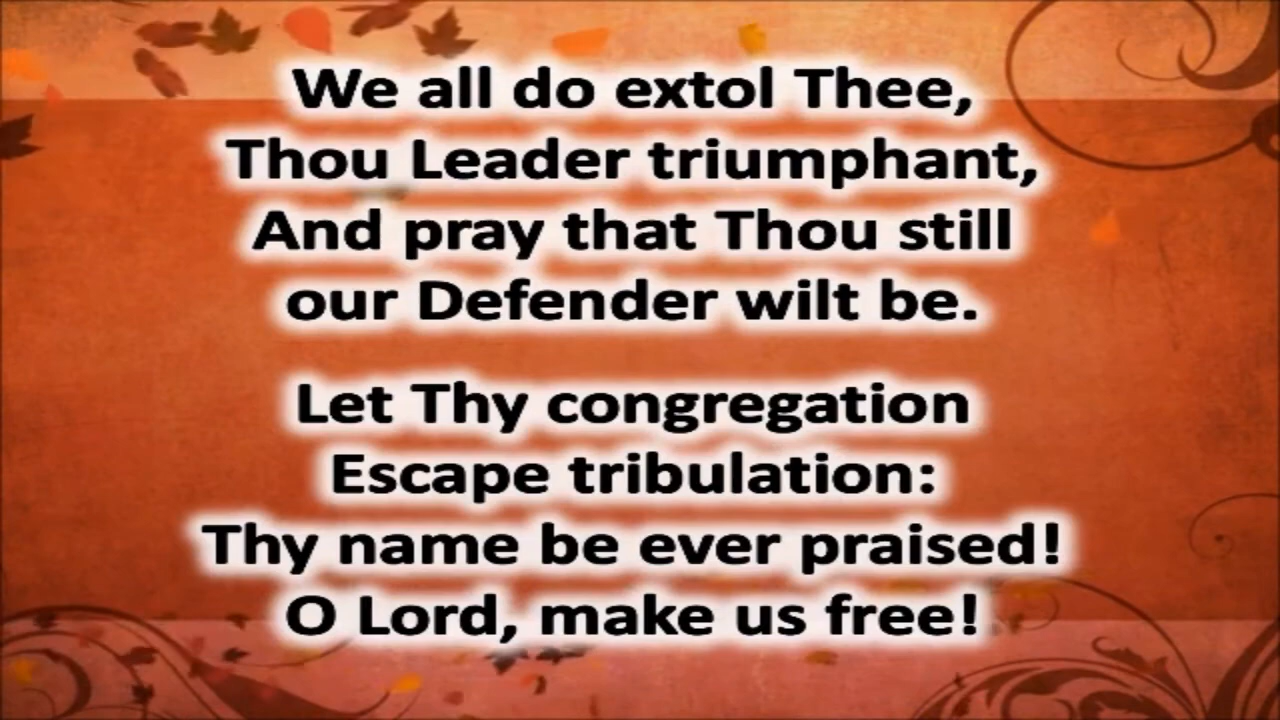 We all do extol Thee,
Thou Leader triumphant,
And pray that Thou still
our Defender wilt be.
Let Thy congregation
Escape tribulation:
Thy name be ever praised!
O Lord, make us free!